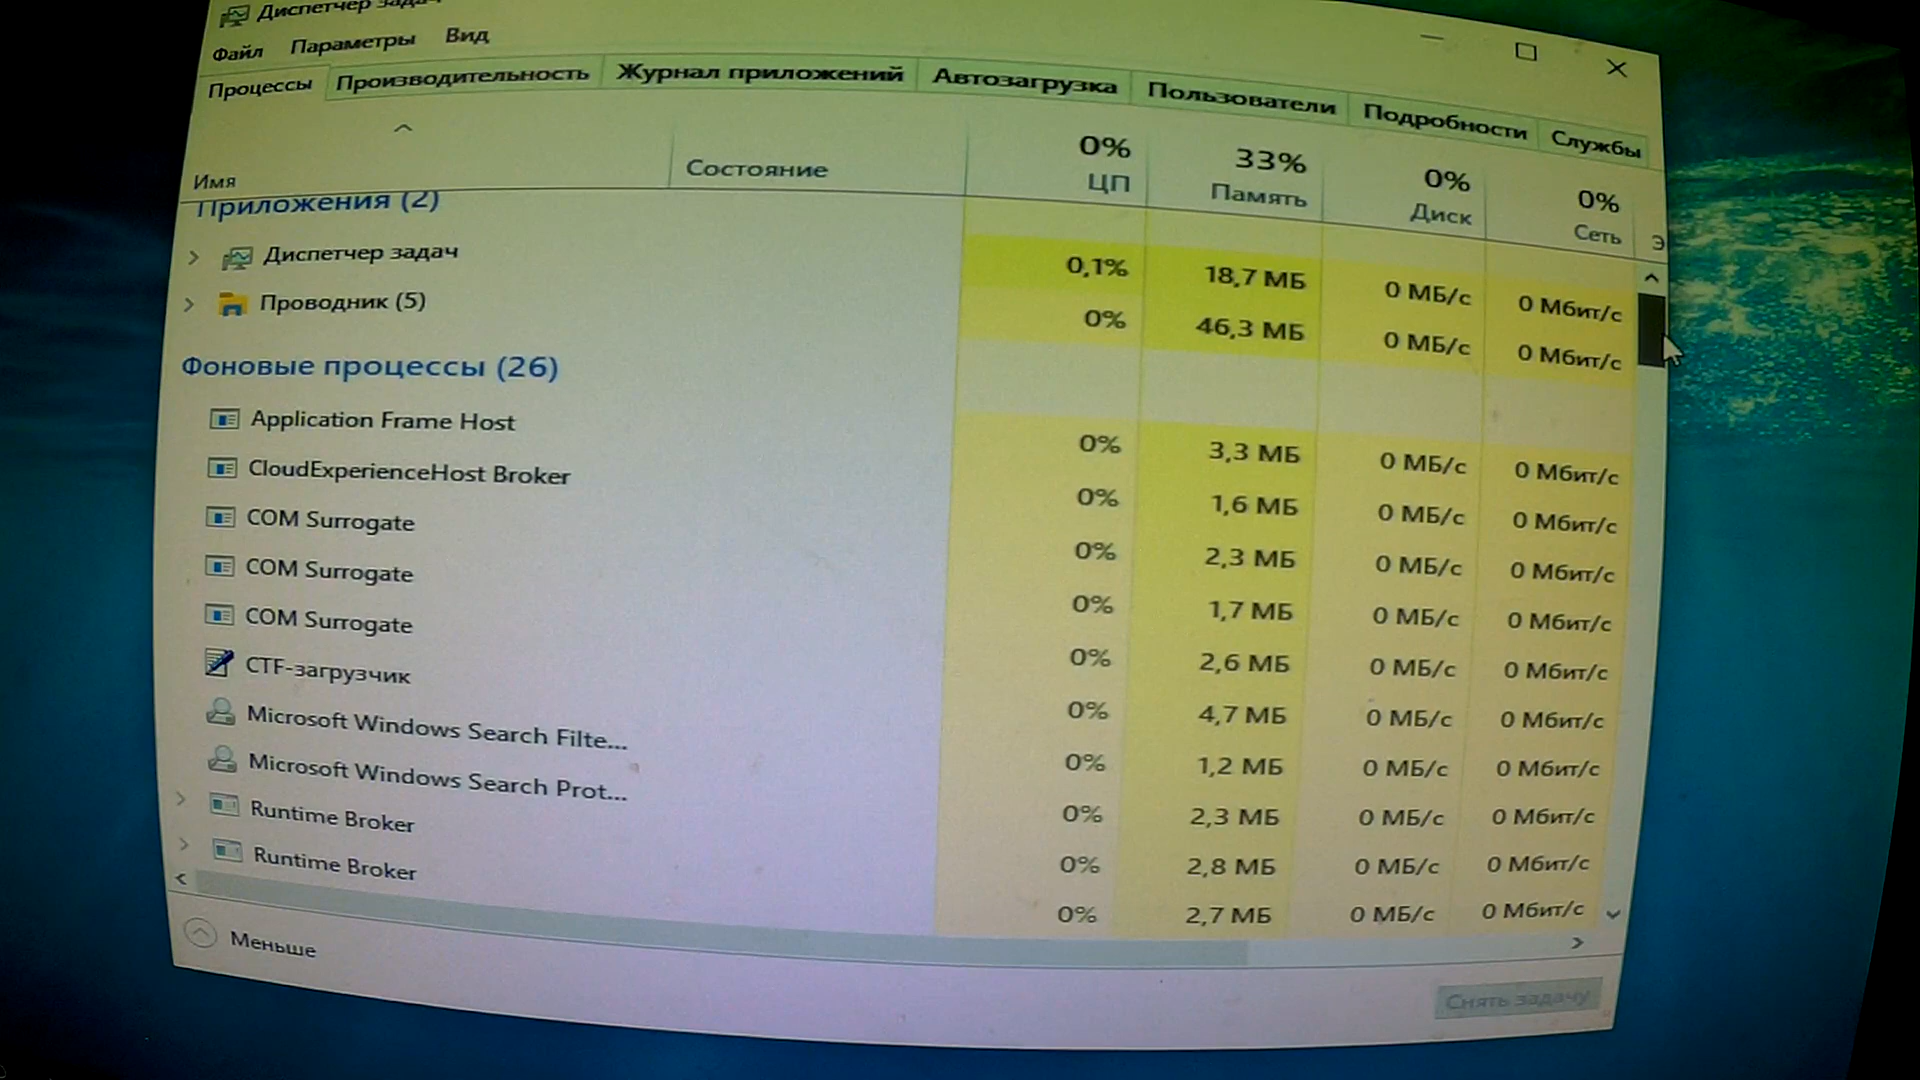 Диспетчер задач
Файл Параметры Вид
Процессы Производительность Журнал приложений Автозагрузка Пользователи Подробности Службы
0% 33% 0% 0%
Имя Состояние ЦП Память Диск Сеть Э
Приложения (2)
Диспетчер задач 0,1% 18,7 МБ 0 МБ/с 0 Мбит/с
Проводник (5) 0% 46,3 МБ 0 МБ/с 0 Мбит/с
Фоновые процессы (26)
Application Frame Host 0% 3,3 МБ 0 МБ/с 0 Мбит/с
CloudExperienceHost Broker 0% 1,6 МБ 0 МБ/с 0 Мбит/с
COM Surrogate 0% 2,3 МБ 0 МБ/с 0 Мбит/с
COM Surrogate 0% 1,7 МБ 0 МБ/с 0 Мбит/с
COM Surrogate 0% 2,6 МБ 0 МБ/с 0 Мбит/с
CTF-загрузчик 0% 4,7 МБ 0 МБ/с 0 Мбит/с
Microsoft Windows Search Filte... 0% 1,2 МБ 0 МБ/с 0 Мбит/с
Microsoft Windows Search Prot... 0% 2,3 МБ 0 МБ/с 0 Мбит/с
Runtime Broker 0% 2,8 МБ 0 МБ/с 0 Мбит/с
Runtime Broker 0% 2,7 МБ 0 МБ/с 0 Мбит/с
Меньше
Снять задачу